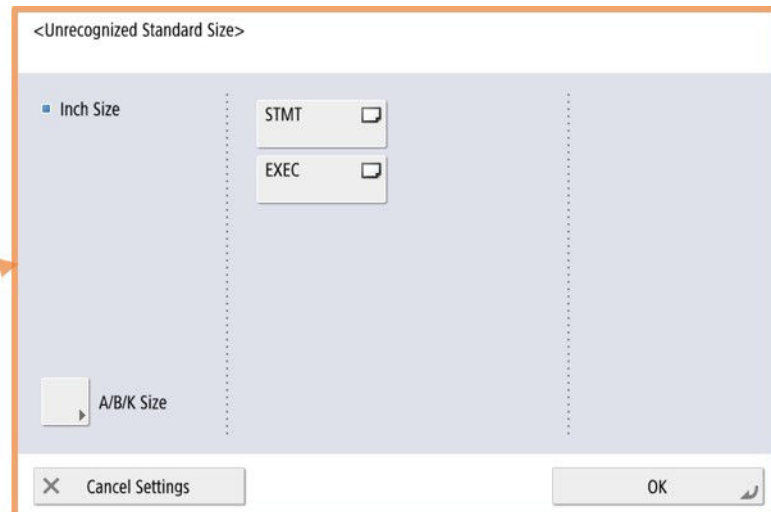 <Unrecognized Standard Size>
Inch Size
STMT
EXEC
A/B/K Size
Cancel Settings
OK